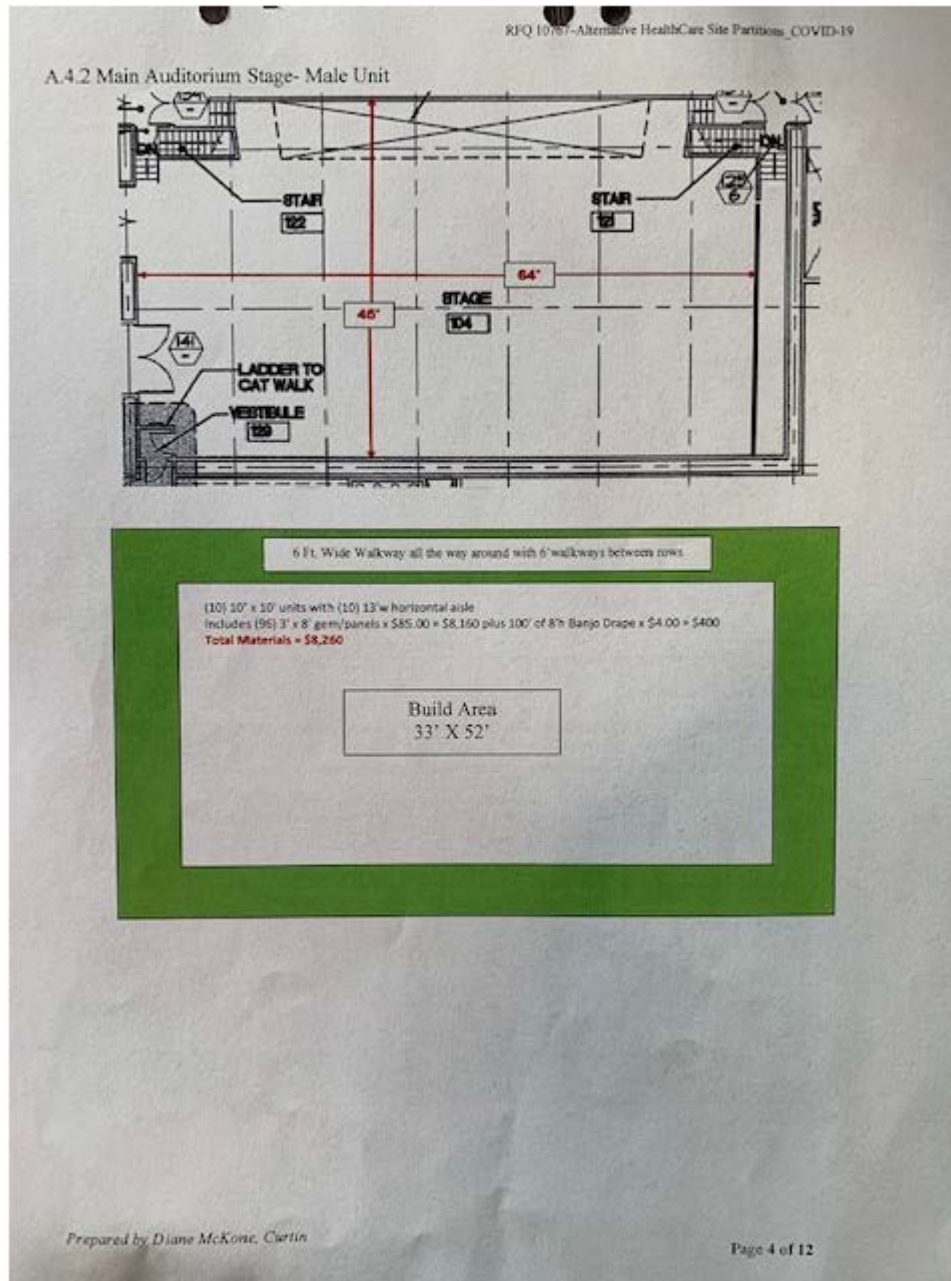 RFQ 10767-Alternative HealthCare Site Partitions_COVID-19
A.4.2 Main Auditorium Stage- Male Unit
DN
DN
STAIR
122
STAIR
121
64'
STAGE
104
141
LADDER TO
CAT WALK
VESTIBULE
129
6 Ft. Wide Walkway all the way around with 6'walkways between rows
(10) 10' x 10' units with (10) 13'w horizontal aisle
Includes (96) 3' x 8' gem/panels x $85.00 = $8,160 plus 100' of 8'h Banjo Drape x $4.00 = $400
Total Materials = $8,260
Build Area
33' X 52'
Prepared by Diane McKone, Curtin
Page 4 of 12